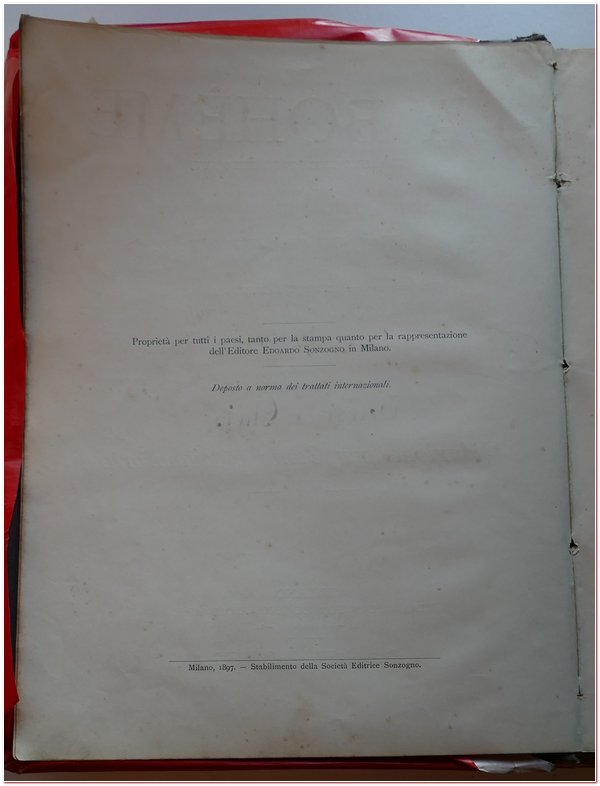 Proprietà per tutti i paesi, tanto per la stampa quanto per la rappresentazione
dell'Editore EDOARDO SONZOGNO in Milano.
Deposto a norma dei trattati internazionali.
Milano, 1897. — Stabilimento della Società Editrice Sonzogno.